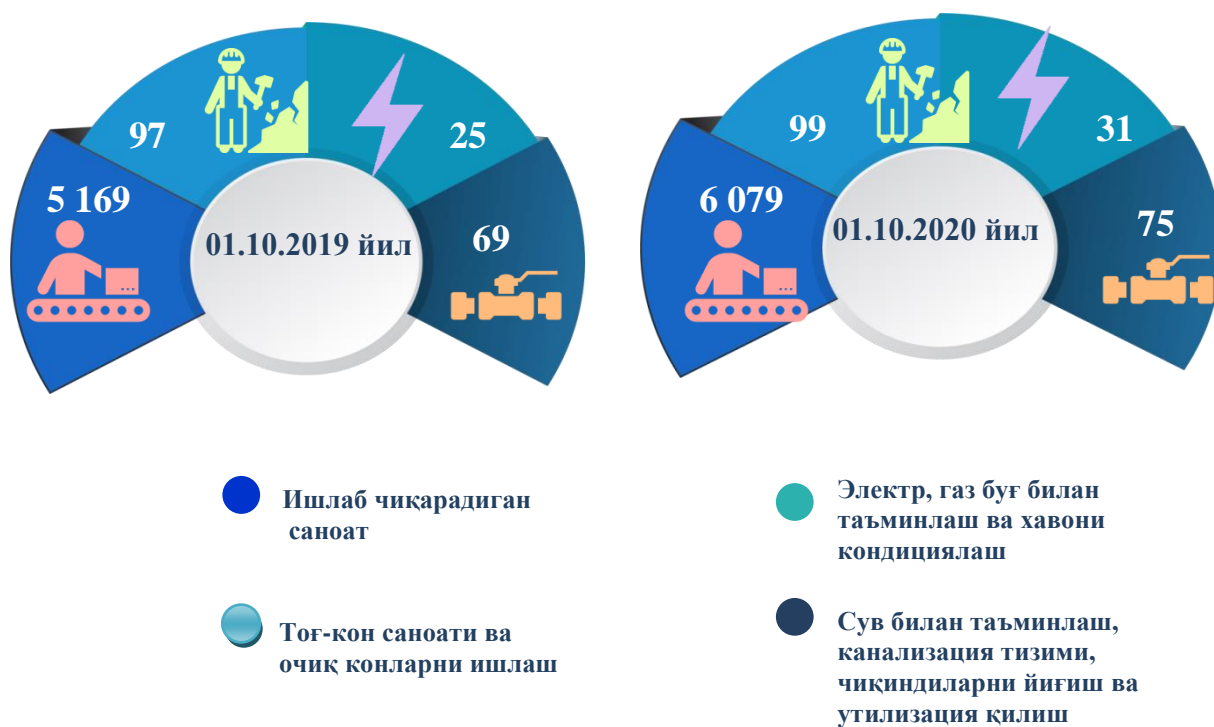 97
25
5 169
69
01.10.2019 йил
99
31
6 079
75
01.10.2020 йил
Ишлаб чиқарадиган
саноат
Тоғ-кон саноати ва
очиқ конларни ишлаш
Электр, газ буғ билан
таъминлаш ва хавони
кондициялаш
Сув билан таъминлаш,
канализация тизими,
чиқиндиларни йиғиш ва
утилизация қилиш